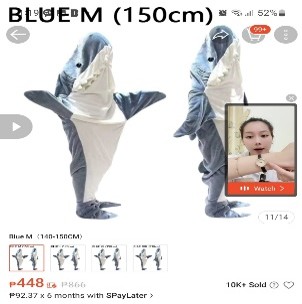 BLUE M (150cm)
52%
99+
Watch >
11/14
Blue M (140-150CM)
₱448 ₱866
10K+ Sold
₱92.37 x 6 months with SPayLater >